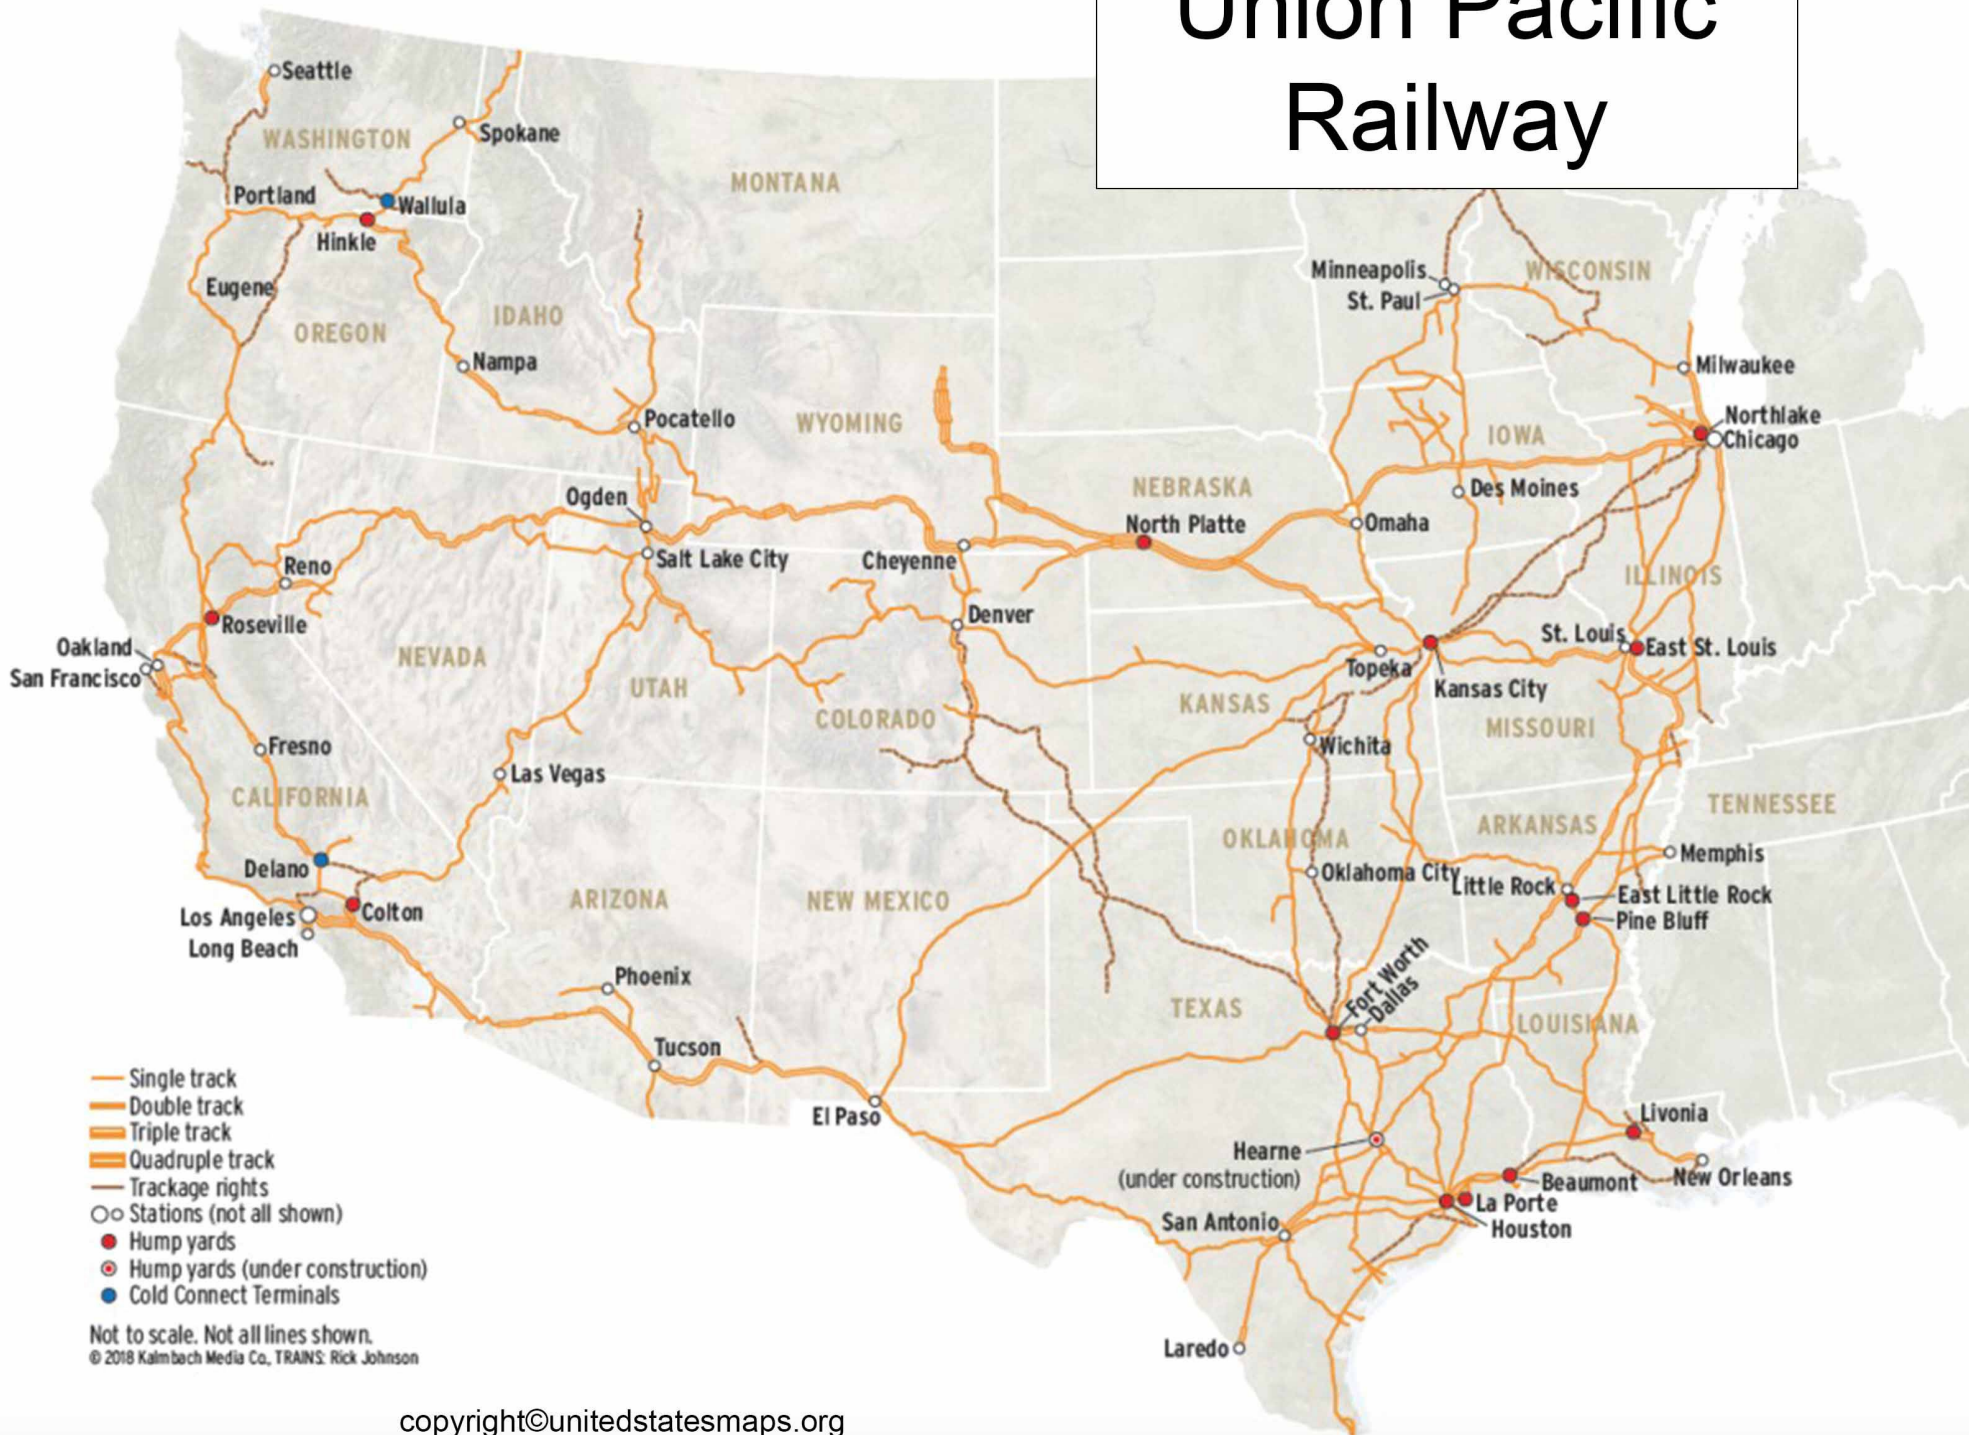 Union Pacific
Railway
Seattle
WASHINGTON
Spokane
MONTANA
Portland
Wallula
Hinkle
Eugene
OREGON
IDAHO
Nampa
Pocatello
WYOMING
Minneapolis
St. Paul
WISCONSIN
Milwaukee
Northlake
Chicago
IOWA
Des Moines
NEBRASKA
North Platte
Omaha
Ogden
Salt Lake City
Cheyenne
Reno
Roseville
Oakland
San Francisco
NEVADA
UTAH
Denver
COLORADO
Topeka
Kansas City
KANSAS
ILLINOIS
St. Louis
East St. Louis
MISSOURI
Wichita
Fresno
CALIFORNIA
Las Vegas
Delano
Los Angeles
Long Beach
Colton
ARIZONA
NEW MEXICO
OKLAHOMA
Oklahoma City
ARKANSAS
TENNESSEE
Memphis
Little Rock
East Little Rock
Pine Bluff
Phoenix
Tucson
El Paso
TEXAS
Fort Worth
Dallas
LOUISIANA
Hearne
(under construction)
Livonia
New Orleans
Beaumont
La Porte
Houston
San Antonio
Laredo
Single track
Double track
Triple track
Quadruple track
Trackage rights
Stations (not all shown)
Hump yards
Hump yards (under construction)
Cold Connect Terminals
Not to scale. Not all lines shown.
© 2018 Kalmbach Media Co., TRAINS: Rick Johnson
copyright©unitedstatesmaps.org